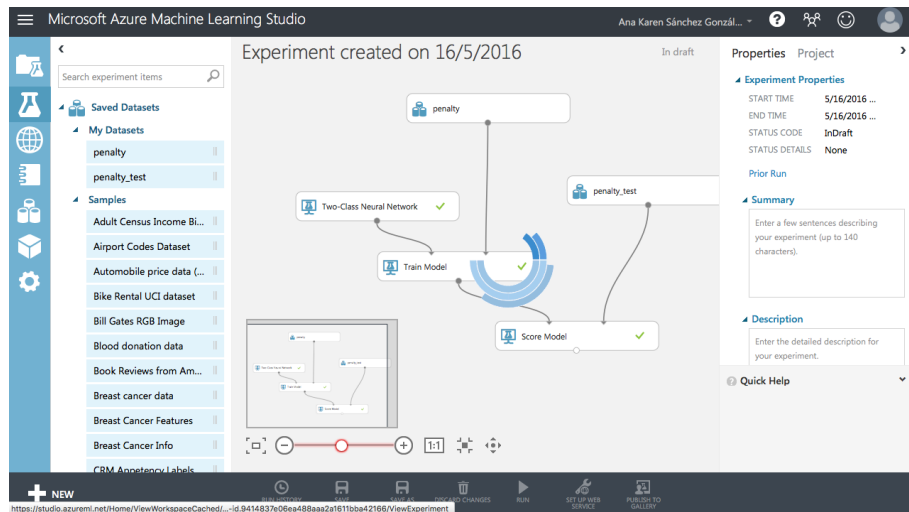 Microsoft Azure Machine Learning Studio
Ana Karen Sánchez Gonzál...
?
Search experiment items
Saved Datasets
My Datasets
penalty
penalty_test
Samples
Adult Census Income Bi...
Airport Codes Dataset
Automobile price data (...
Bike Rental UCI dataset
Bill Gates RGB Image
Blood donation data
Book Reviews from Am...
Breast cancer data
Breast Cancer Features
Breast Cancer Info
CRM Appetency Labels
Experiment created on 16/5/2016
In draft
penalty
penalty_test
Two-Class Neural Network
Train Model
Score Model
1:1
Properties Project
Experiment Properties
START TIME 5/16/2016 ...
END TIME 5/16/2016 ...
STATUS CODE InDraft
STATUS DETAILS None
Prior Run
Summary
Enter a few sentences describing
your experiment (up to 140
characters).
Description
Enter the detailed description for
your experiment.
Quick Help
NEW
RUN HISTORY
SAVE
SAVE AS
DISCARD CHANGES
RUN
SET UP WEB
SERVICE
PUBLISH TO
GALLERY
https://studio.azureml.net/Home/ViewWorkspaceCached/...-id.9414837e06ea488aaa2a1611bba42166/ViewExperiment